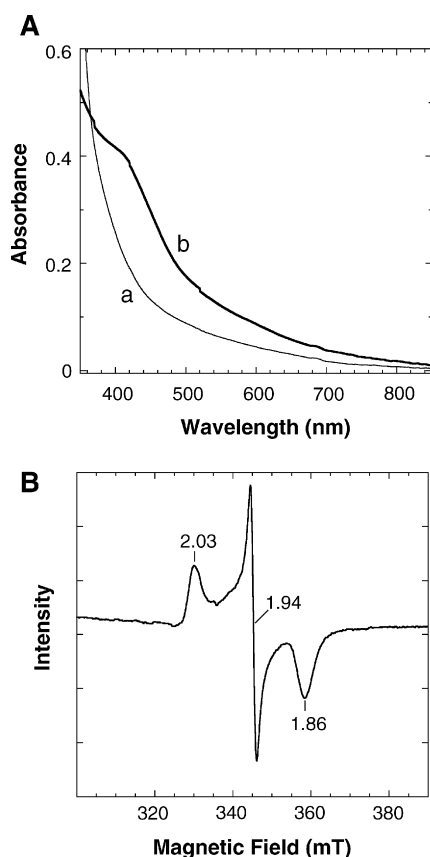 A
0.6
0.4
0.2
0
Absorbance
b
a
400 500 600 700 800
Wavelength (nm)
B
2.03
1.94
1.86
Intensity
320 340 360 380
Magnetic Field (mT)